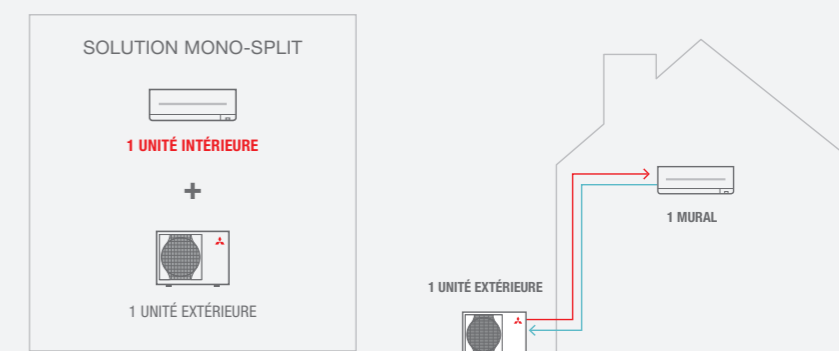 SOLUTION MONO-SPLIT
1 UNITÉ INTÉRIEURE
+
1 UNITÉ EXTÉRIEURE
1 MURAL
1 UNITÉ EXTÉRIEURE